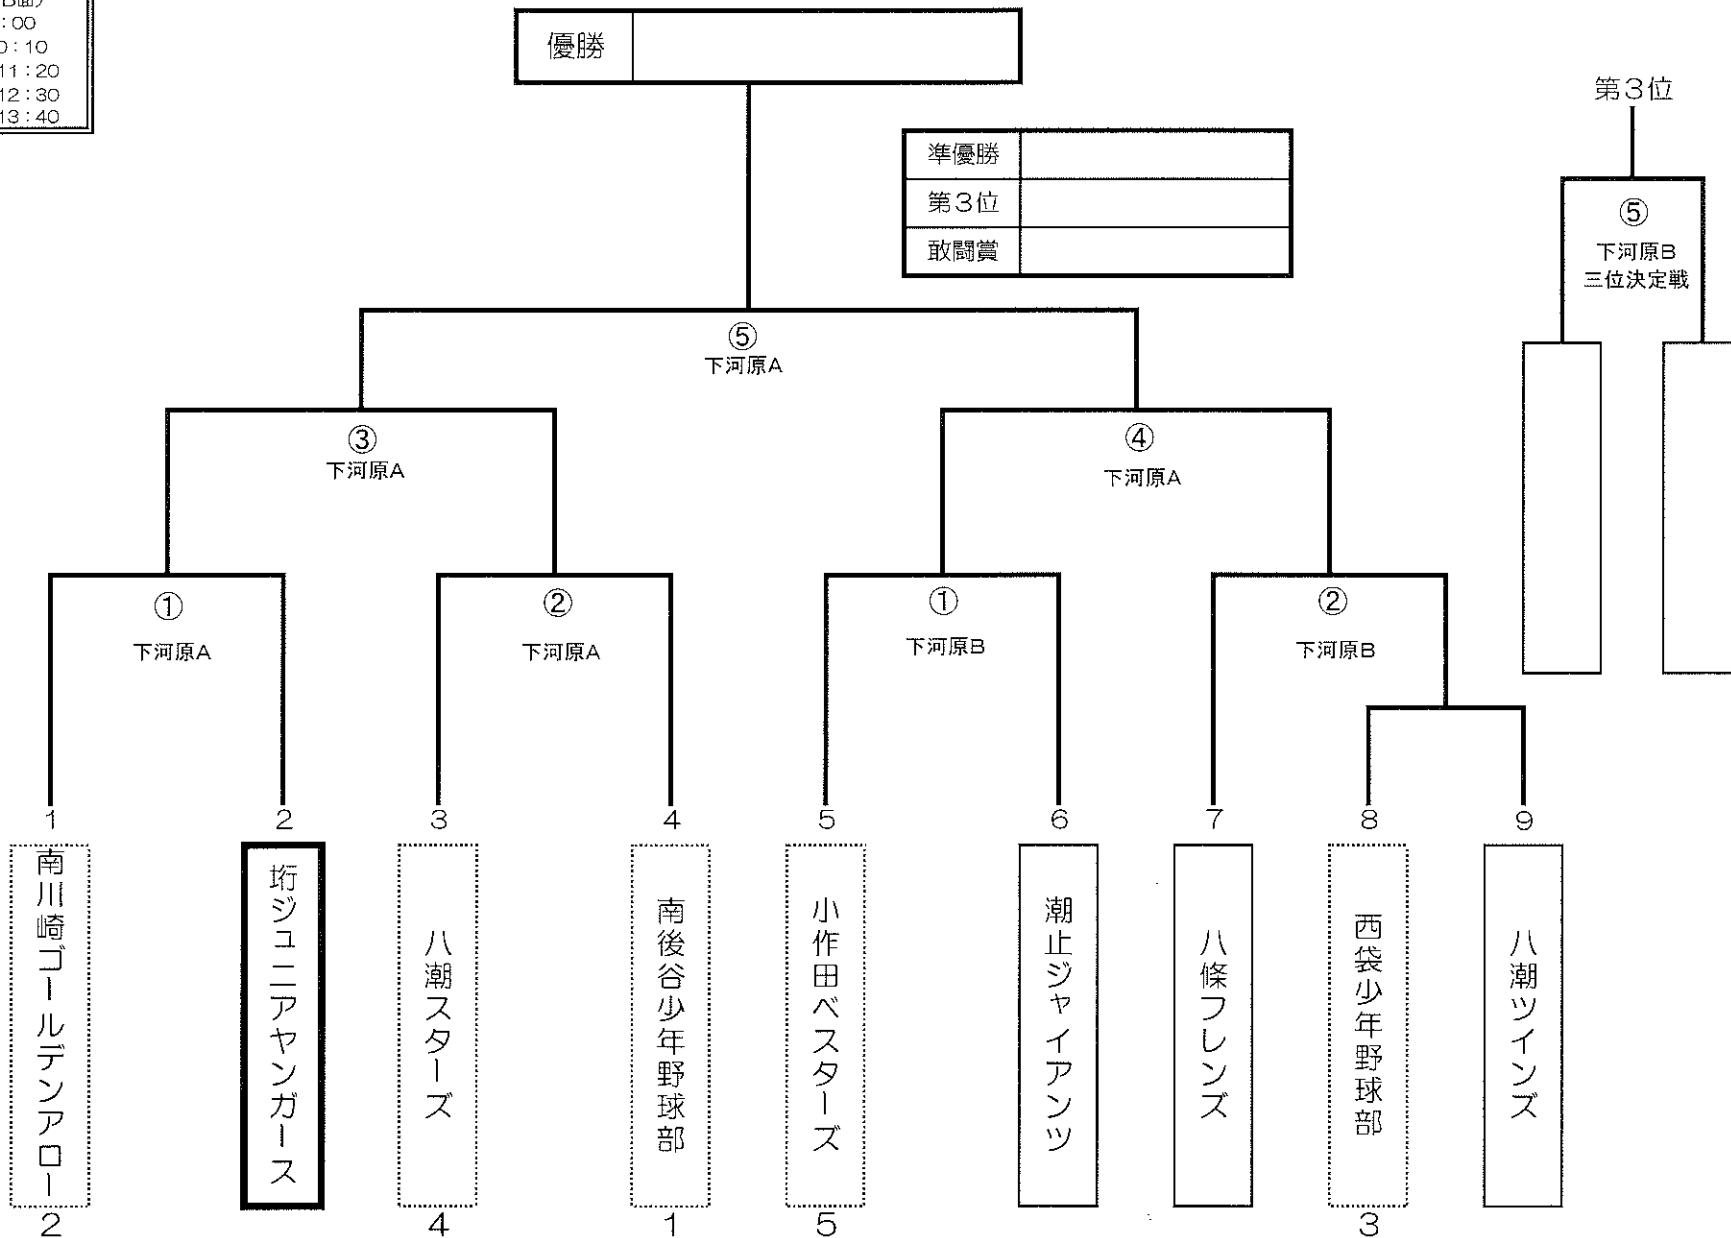 :00
0:10
11:20
12:30
13:40
優勝
第3位
準優勝
第3位
敢闘賞
⑤
下河原B
三位決定戦
⑤
下河原A
③
下河原A
④
下河原A
①
下河原A
②
下河原A
①
下河原B
②
下河原B
1
2
3
4
5
6
7
8
9
南川崎ゴールデンアロー
垳ジュニアヤンガース
八潮スターズ
南後谷少年野球部
小作田ベスターズ
潮止ジャイアンツ
八條フレンズ
西袋少年野球部
八潮ツインズ
2
4
1
5
3